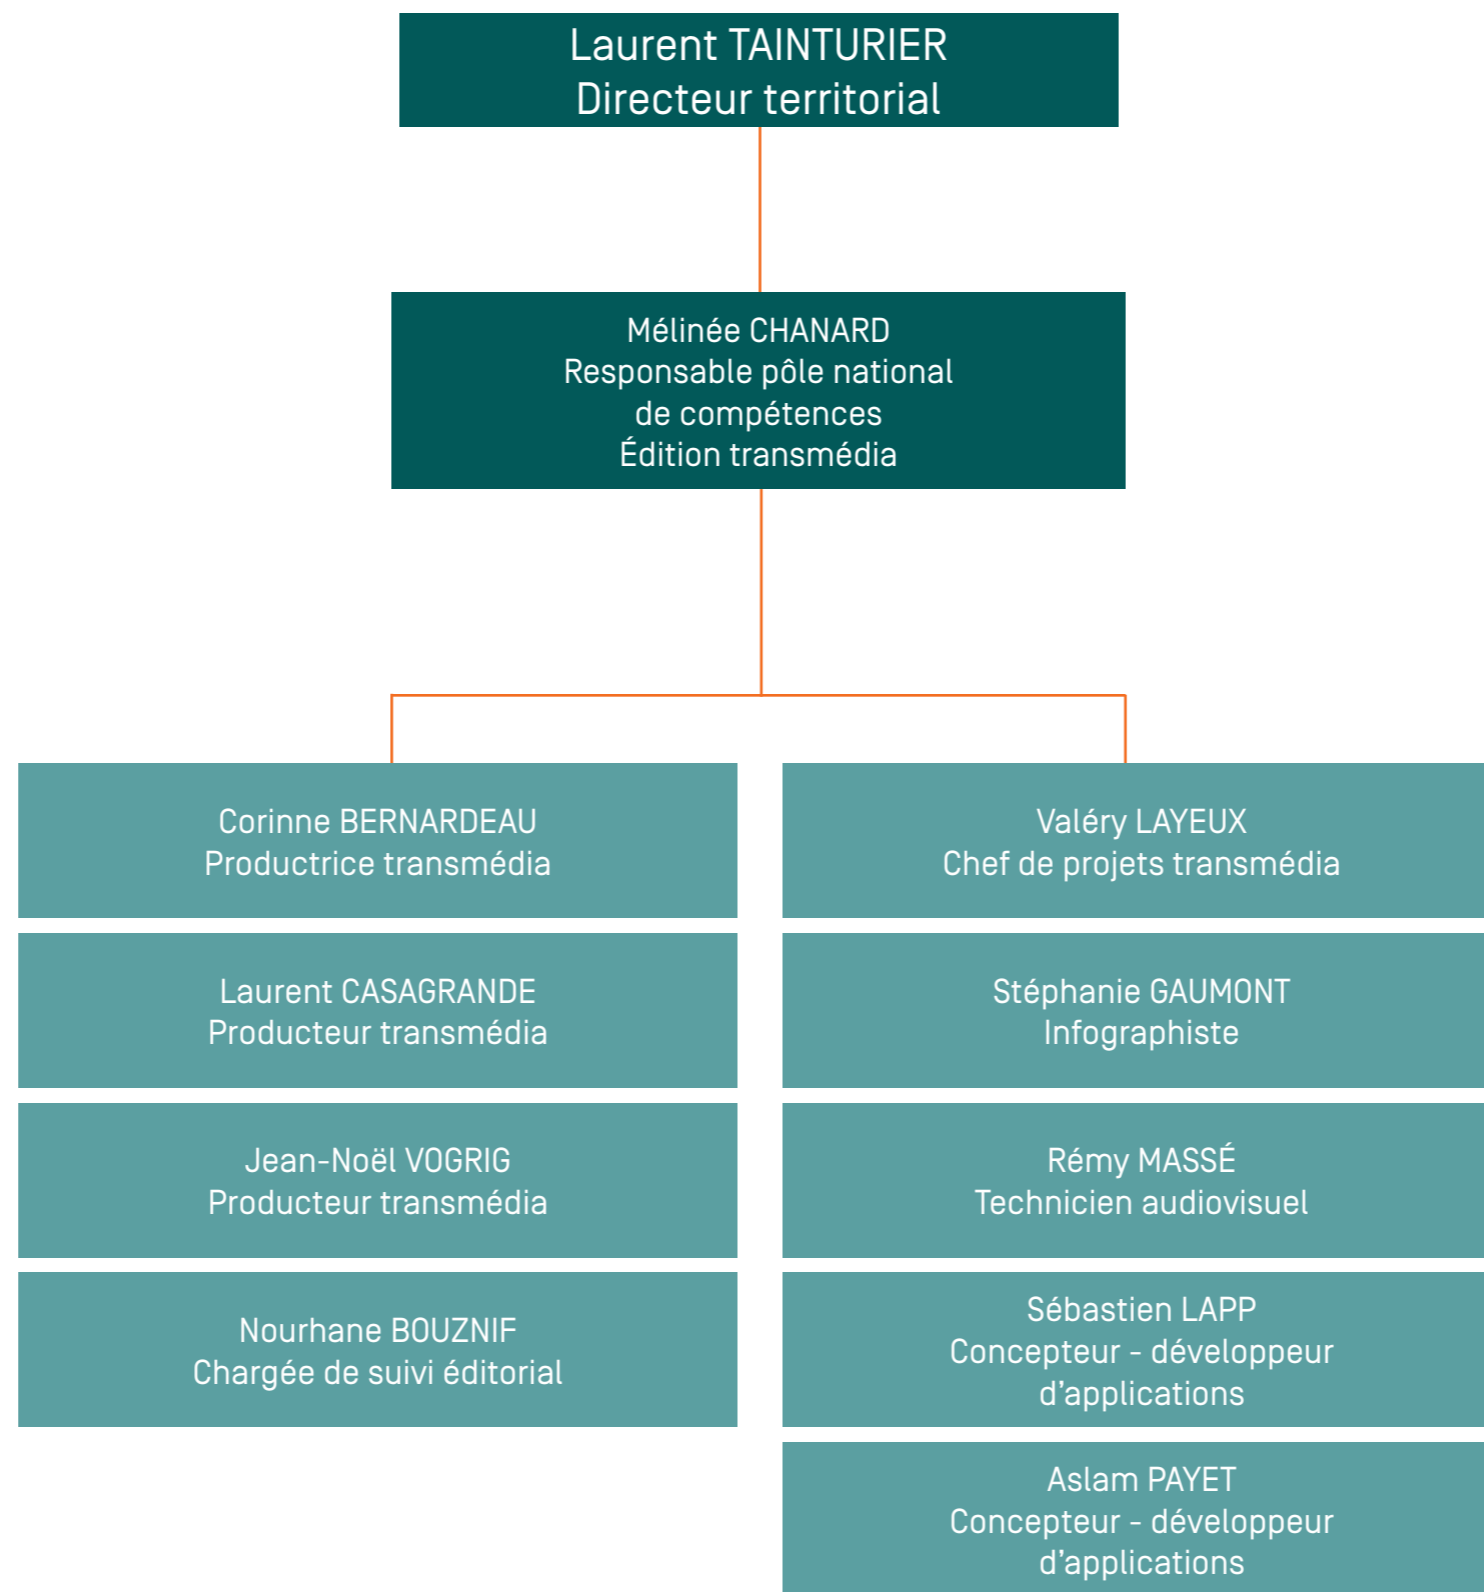 Laurent TAINTURIER
Directeur territorial
Mélinée CHANARD
Responsable pôle national
de compétences
Édition transmédia
Corinne BERNARDEAU
Productrice transmédia
Laurent CASAGRANDE
Producteur transmédia
Jean-Noël VOGRIG
Producteur transmédia
Nourhane BOUZNIF
Chargée de suivi éditorial
Valéry LAYEUX
Chef de projets transmédia
Stéphanie GAUMONT
Infographiste
Rémy MASSÉ
Technicien audiovisuel
Sébastien LAPP
Concepteur - développeur
d’applications
Aslam PAYET
Concepteur - développeur
d’applications